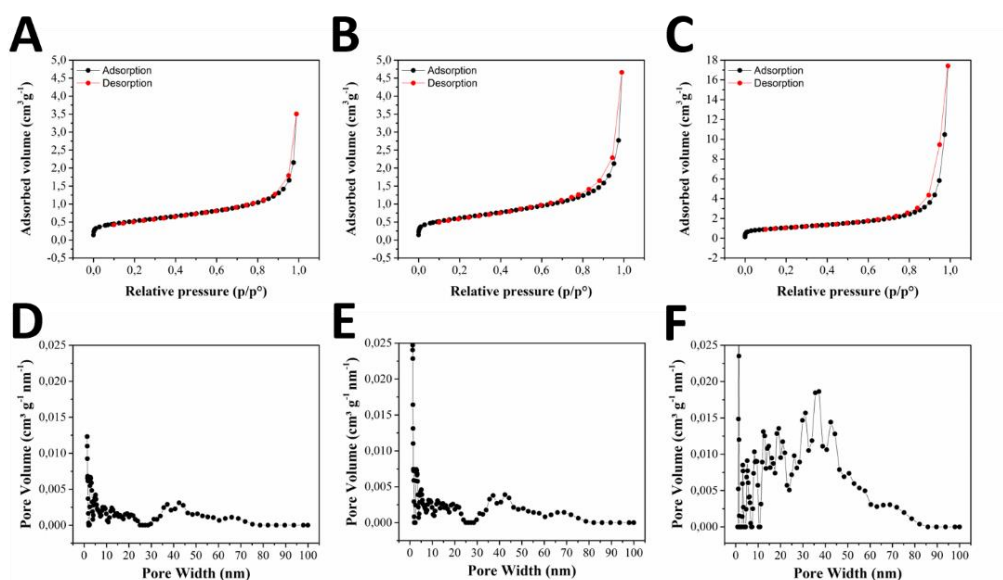 A
B
C
Adsorption
Desorption
Adsorbed volume (cm³ g⁻¹)
5,0
4,5
4,0
3,5
3,0
2,5
2,0
1,5
1,0
0,5
0,0
-0,5
0,0 0,2 0,4 0,6 0,8 1,0
Relative pressure (p/p°)
Adsorption
Desorption
Adsorbed volume (cm³ g⁻¹)
5,0
4,5
4,0
3,5
3,0
2,5
2,0
1,5
1,0
0,5
0,0
-0,5
0,0 0,2 0,4 0,6 0,8 1,0
Relative pressure (p/p°)
Adsorption
Desorption
Adsorbed volume (cm³ g⁻¹)
18
16
14
12
10
8
6
4
2
0
-2
0,0 0,2 0,4 0,6 0,8 1,0
Relative pressure (p/p°)
D
E
F
Pore Volume (cm³ g⁻¹ nm⁻¹)
0,025
0,020
0,015
0,010
0,005
0,000
0 10 20 30 40 50 60 70 80 90 100
Pore Width (nm)
Pore Volume (cm³ g⁻¹ nm⁻¹)
0,025
0,020
0,015
0,010
0,005
0,000
0 10 20 30 40 50 60 70 80 90 100
Pore Width (nm)
Pore Volume (cm³ g⁻¹ nm⁻¹)
0,025
0,020
0,015
0,010
0,005
0,000
0 10 20 30 40 50 60 70 80 90 100
Pore Width (nm)